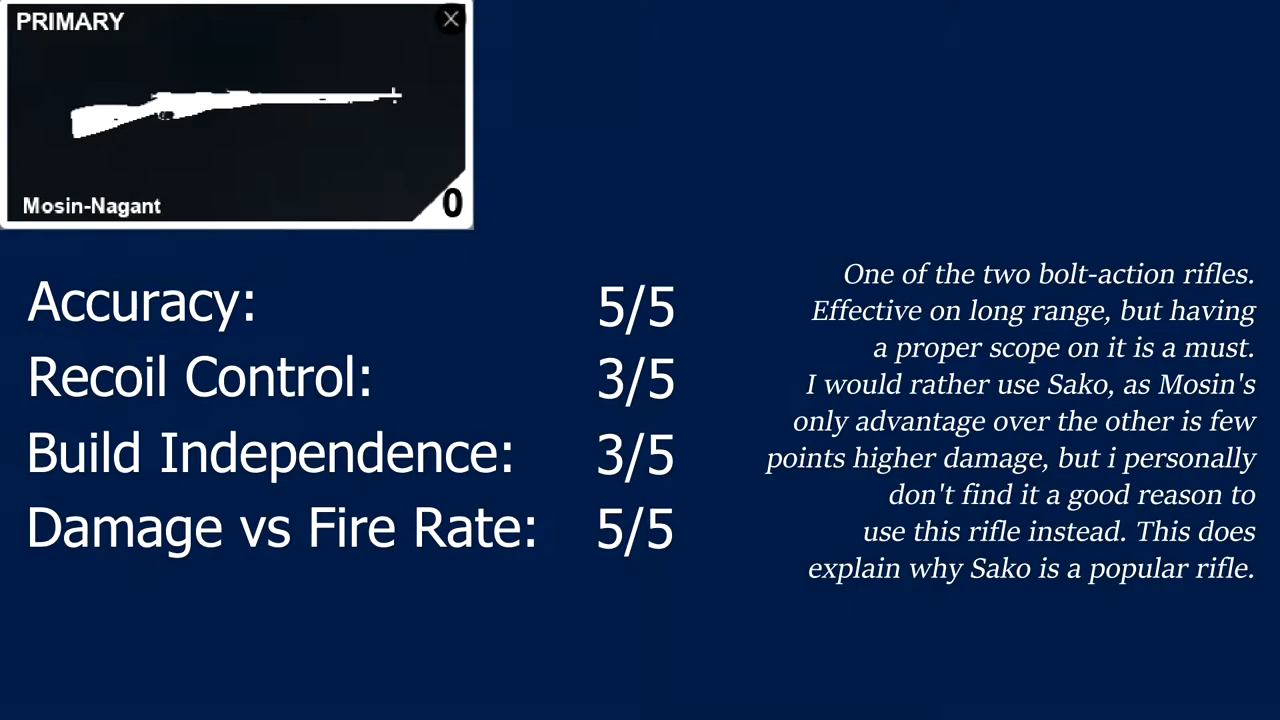 PRIMARY
Mosin-Nagant
0
Accuracy: 5/5
Recoil Control: 3/5
Build Independence: 3/5
Damage vs Fire Rate: 5/5
One of the two bolt-action rifles.
Effective on long range, but having
a proper scope on it is a must.
I would rather use Sako, as Mosin's
only advantage over the other is few
points higher damage, but i personally
don't find it a good reason to
use this rifle instead. This does
explain why Sako is a popular rifle.